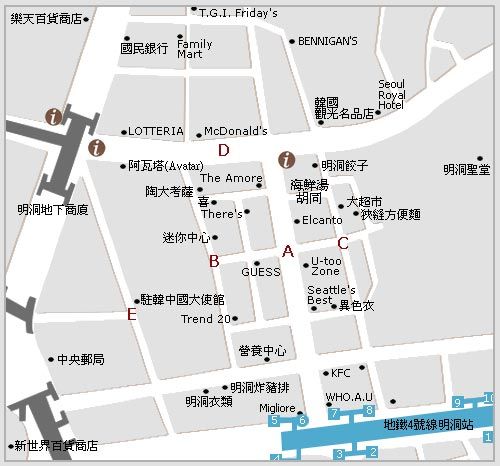 樂天百貨商店
T.G.I. Friday's
國民銀行
Family
Mart
BENNIGAN'S
Seoul
Royal
Hotel
韓國
觀光名品店
i
LOTTERIA
McDonald's
i
D
i
阿瓦塔(Avatar)
明洞餃子
明洞聖堂
The Amore
陶大考薩
海鮮湯
胡同
大超市
喜
There's
狹縫方便麵
明洞地下商廈
Elcanto
迷你中心
A
C
B
GUESS
U-too
Zone
Seattle's
Best
異色衣
駐韓中國大使館
E
Trend 20
營養中心
中央郵局
KFC
明洞炸豬排
明洞衣類
WHO.A.U
Migliore
6
5
7
8
9
10
地鐵4號線明洞站
4
3
2
1
新世界百貨商店